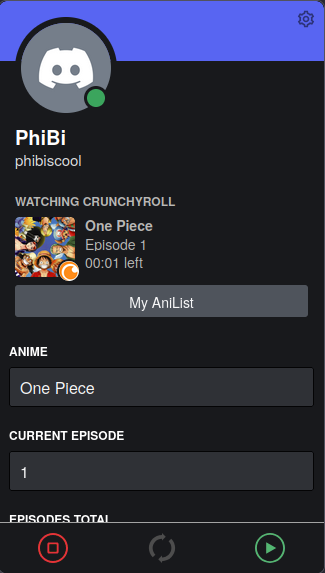 PhiBi
phibiscool
WATCHING CRUNCHYROLL
One Piece
Episode 1
00:01 left
My AniList
ANIME
One Piece
CURRENT EPISODE
1
EPISODES TOTAL